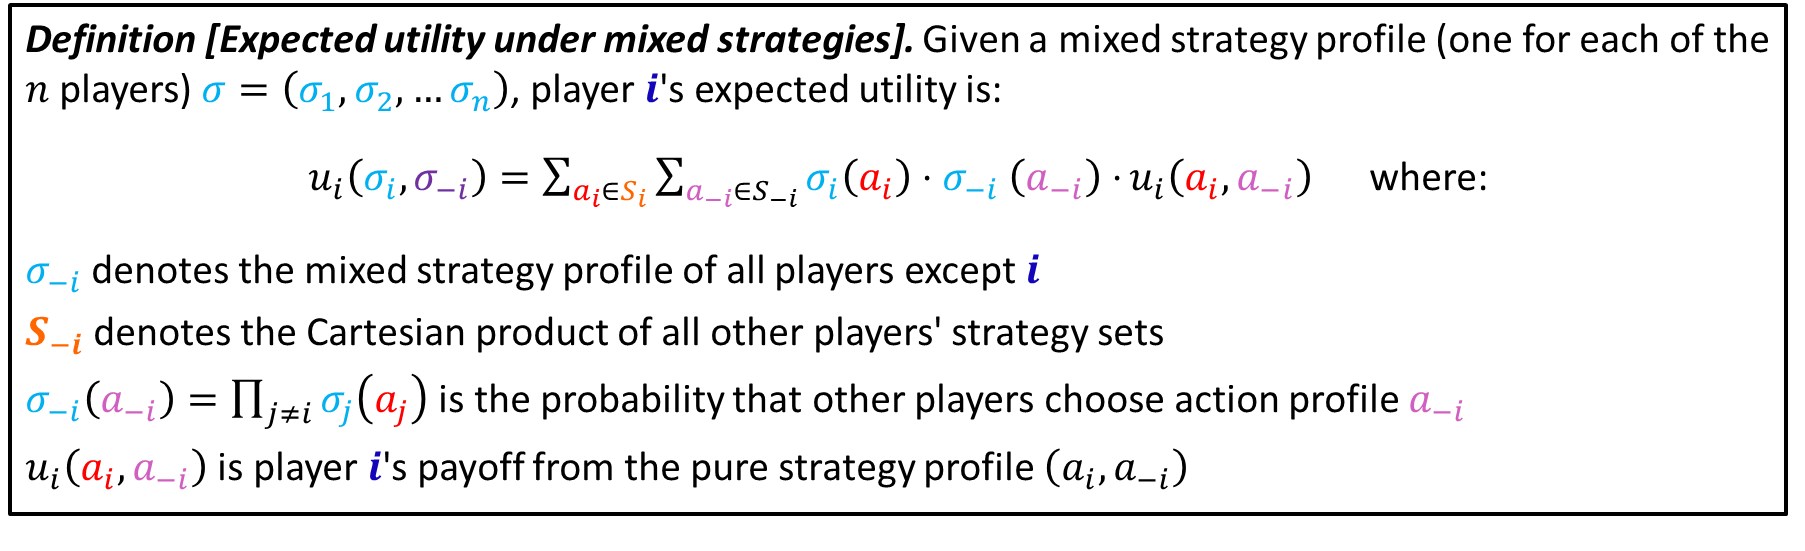 Definition [Expected utility under mixed strategies]. Given a mixed strategy profile (one for each of the
n players) σ = (σ₁, σ₂, … σₙ), player i's expected utility is:
uᵢ(σᵢ, σ₋ᵢ) = ∑_{aᵢ∈Sᵢ} ∑_{a₋ᵢ∈S₋ᵢ} σᵢ(aᵢ) · σ₋ᵢ (a₋ᵢ) · uᵢ(aᵢ, a₋ᵢ) where:
σ₋ᵢ denotes the mixed strategy profile of all players except i
S₋ᵢ denotes the Cartesian product of all other players' strategy sets
σ₋ᵢ(a₋ᵢ) = ∏_{j≠i} σⱼ(aⱼ) is the probability that other players choose action profile a₋ᵢ
uᵢ(aᵢ, a₋ᵢ) is player i's payoff from the pure strategy profile (aᵢ, a₋ᵢ)